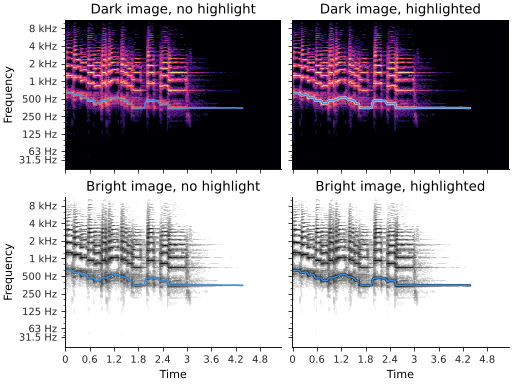 Dark image, no highlight
Dark image, highlighted
Frequency
8 kHz
4 kHz
2 kHz
1 kHz
500 Hz
250 Hz
125 Hz
63 Hz
31.5 Hz
Bright image, no highlight
Bright image, highlighted
Frequency
8 kHz
4 kHz
2 kHz
1 kHz
500 Hz
250 Hz
125 Hz
63 Hz
31.5 Hz
0 0.6 1.2 1.8 2.4 3 3.6 4.2 4.8
0 0.6 1.2 1.8 2.4 3 3.6 4.2 4.8
Time
Time